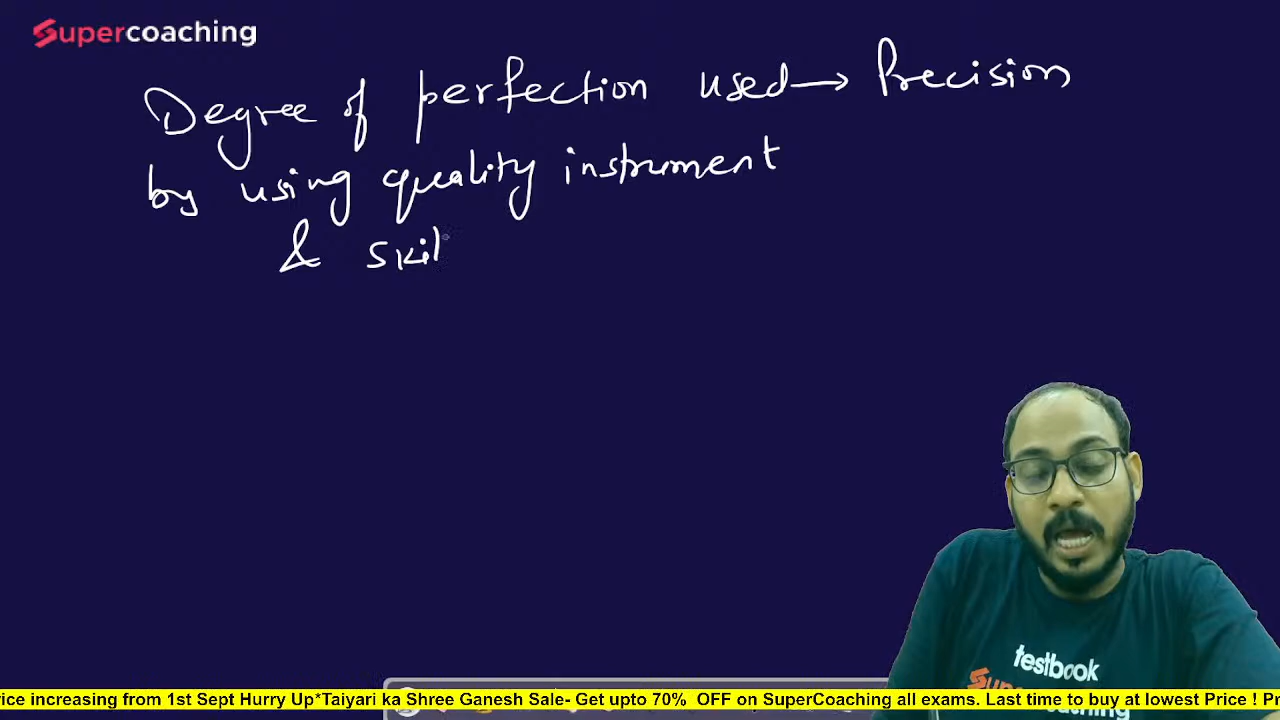 Supercoaching
Degree of perfection used → Precision
by using quality instrument
& skil
testbook
rice increasing from 1st Sept Hurry Up*Taiyari ka Shree Ganesh Sale- Get upto 70% OFF on SuperCoaching all exams. Last time to buy at lowest Price ! Pr